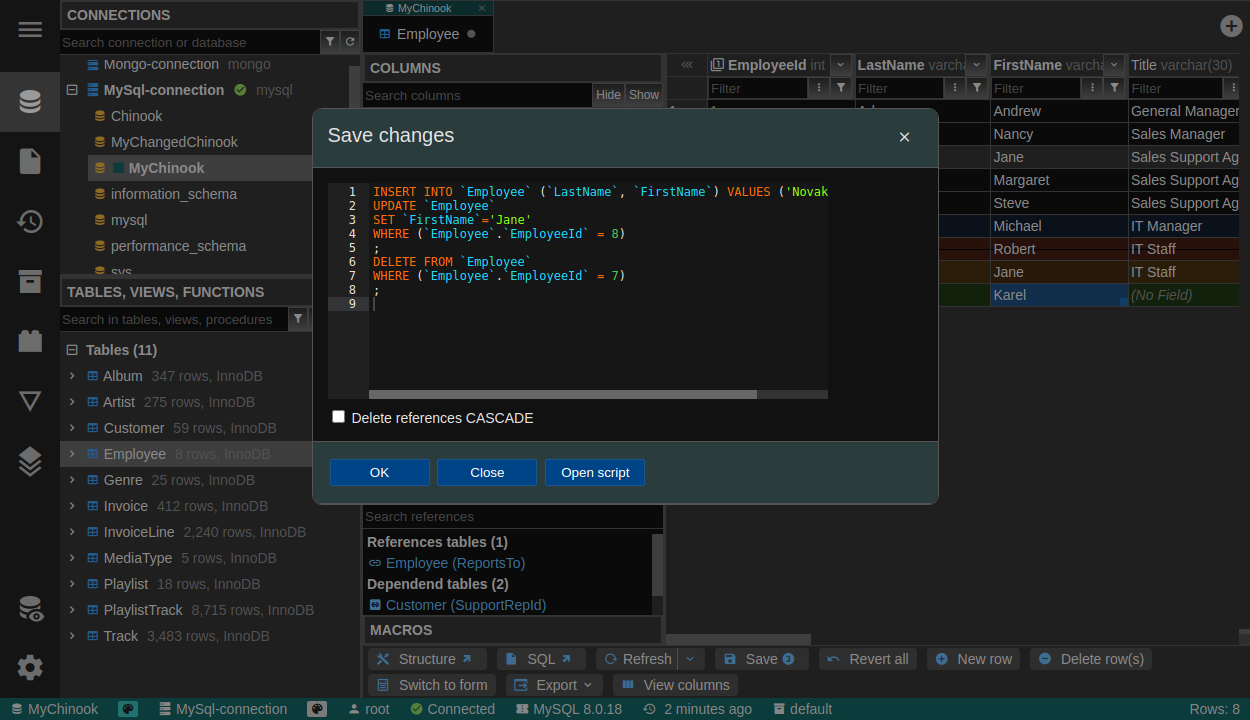 CONNECTIONS
Search connection or database
Mongo-connection mongo
MySql-connection mysql
Chinook
MyChangedChinook
MyChinook
information_schema
mysql
performance_schema
sys
TABLES, VIEWS, FUNCTIONS
Search in tables, views, procedures
Tables (11)
Album 347 rows, InnoDB
Artist 275 rows, InnoDB
Customer 59 rows, InnoDB
Employee 8 rows, InnoDB
Genre 25 rows, InnoDB
Invoice 412 rows, InnoDB
InvoiceLine 2,240 rows, InnoDB
MediaType 5 rows, InnoDB
Playlist 18 rows, InnoDB
PlaylistTrack 8,715 rows, InnoDB
Track 3,483 rows, InnoDB
MyChinook
Employee
COLUMNS
Search columns
Hide Show
EmployeeId int LastName varcha FirstName varcha Title varchar(30)
Filter Filter Filter Filter
Andrew General Manager
Nancy Sales Manager
Jane Sales Support Ag
Margaret Sales Support Ag
Steve Sales Support Ag
Michael IT Manager
Robert IT Staff
Jane IT Staff
Karel (No Field)
Save changes
1 INSERT INTO `Employee` (`LastName`, `FirstName`) VALUES ('Novak
2 UPDATE `Employee`
3 SET `FirstName`='Jane'
4 WHERE (`Employee`.`EmployeeId` = 8)
5 ;
6 DELETE FROM `Employee`
7 WHERE (`Employee`.`EmployeeId` = 7)
8 ;
9
Delete references CASCADE
OK Close Open script
Search references
References tables (1)
Employee (ReportsTo)
Dependend tables (2)
Customer (SupportRepId)
MACROS
Structure SQL Refresh Save 3 Revert all New row Delete row(s)
Switch to form Export View columns
MyChinook MySql-connection root Connected MySQL 8.0.18 2 minutes ago default Rows: 8